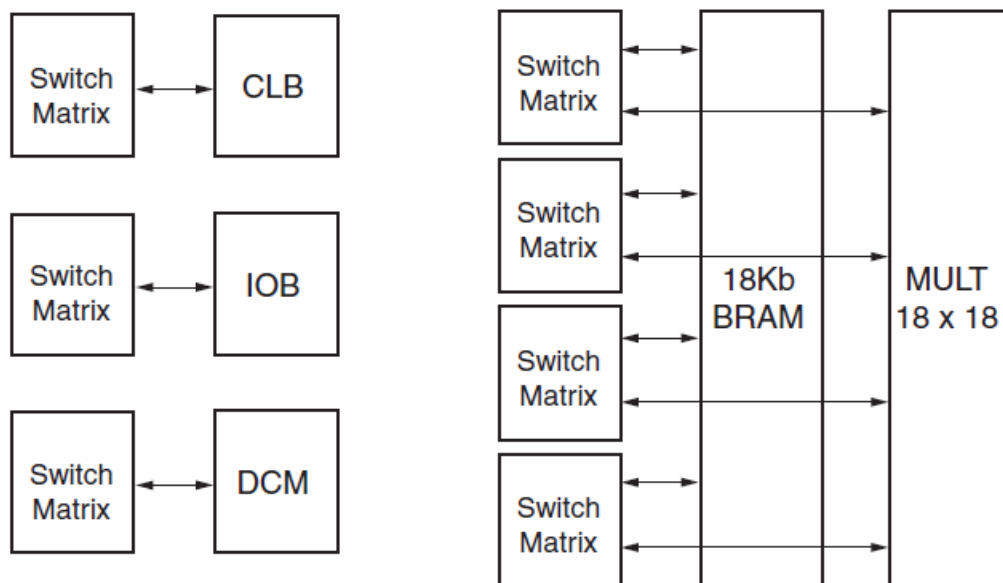 Switch
Matrix
CLB
Switch
Matrix
IOB
Switch
Matrix
DCM
Switch
Matrix
Switch
Matrix
Switch
Matrix
Switch
Matrix
18Kb
BRAM
MULT
18 x 18